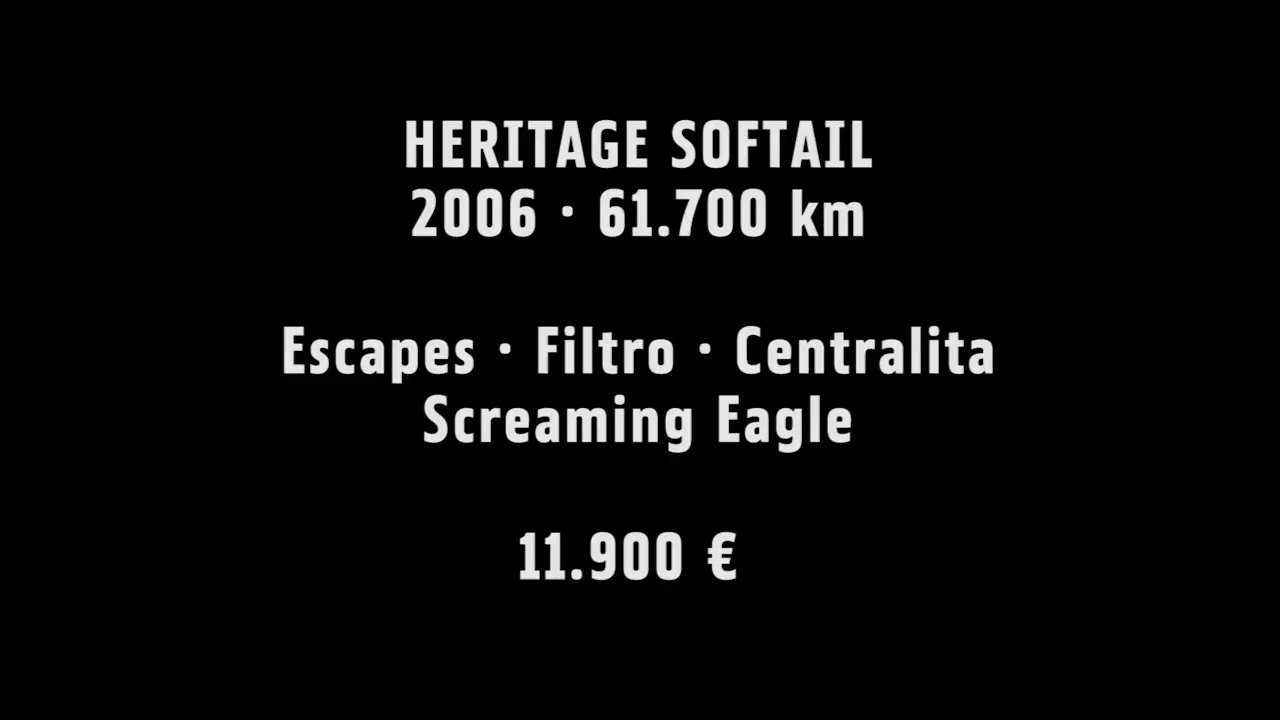 HERITAGE SOFTAIL
2006 · 61.700 km
Escapes · Filtro · Centralita
Screaming Eagle
11.900 €